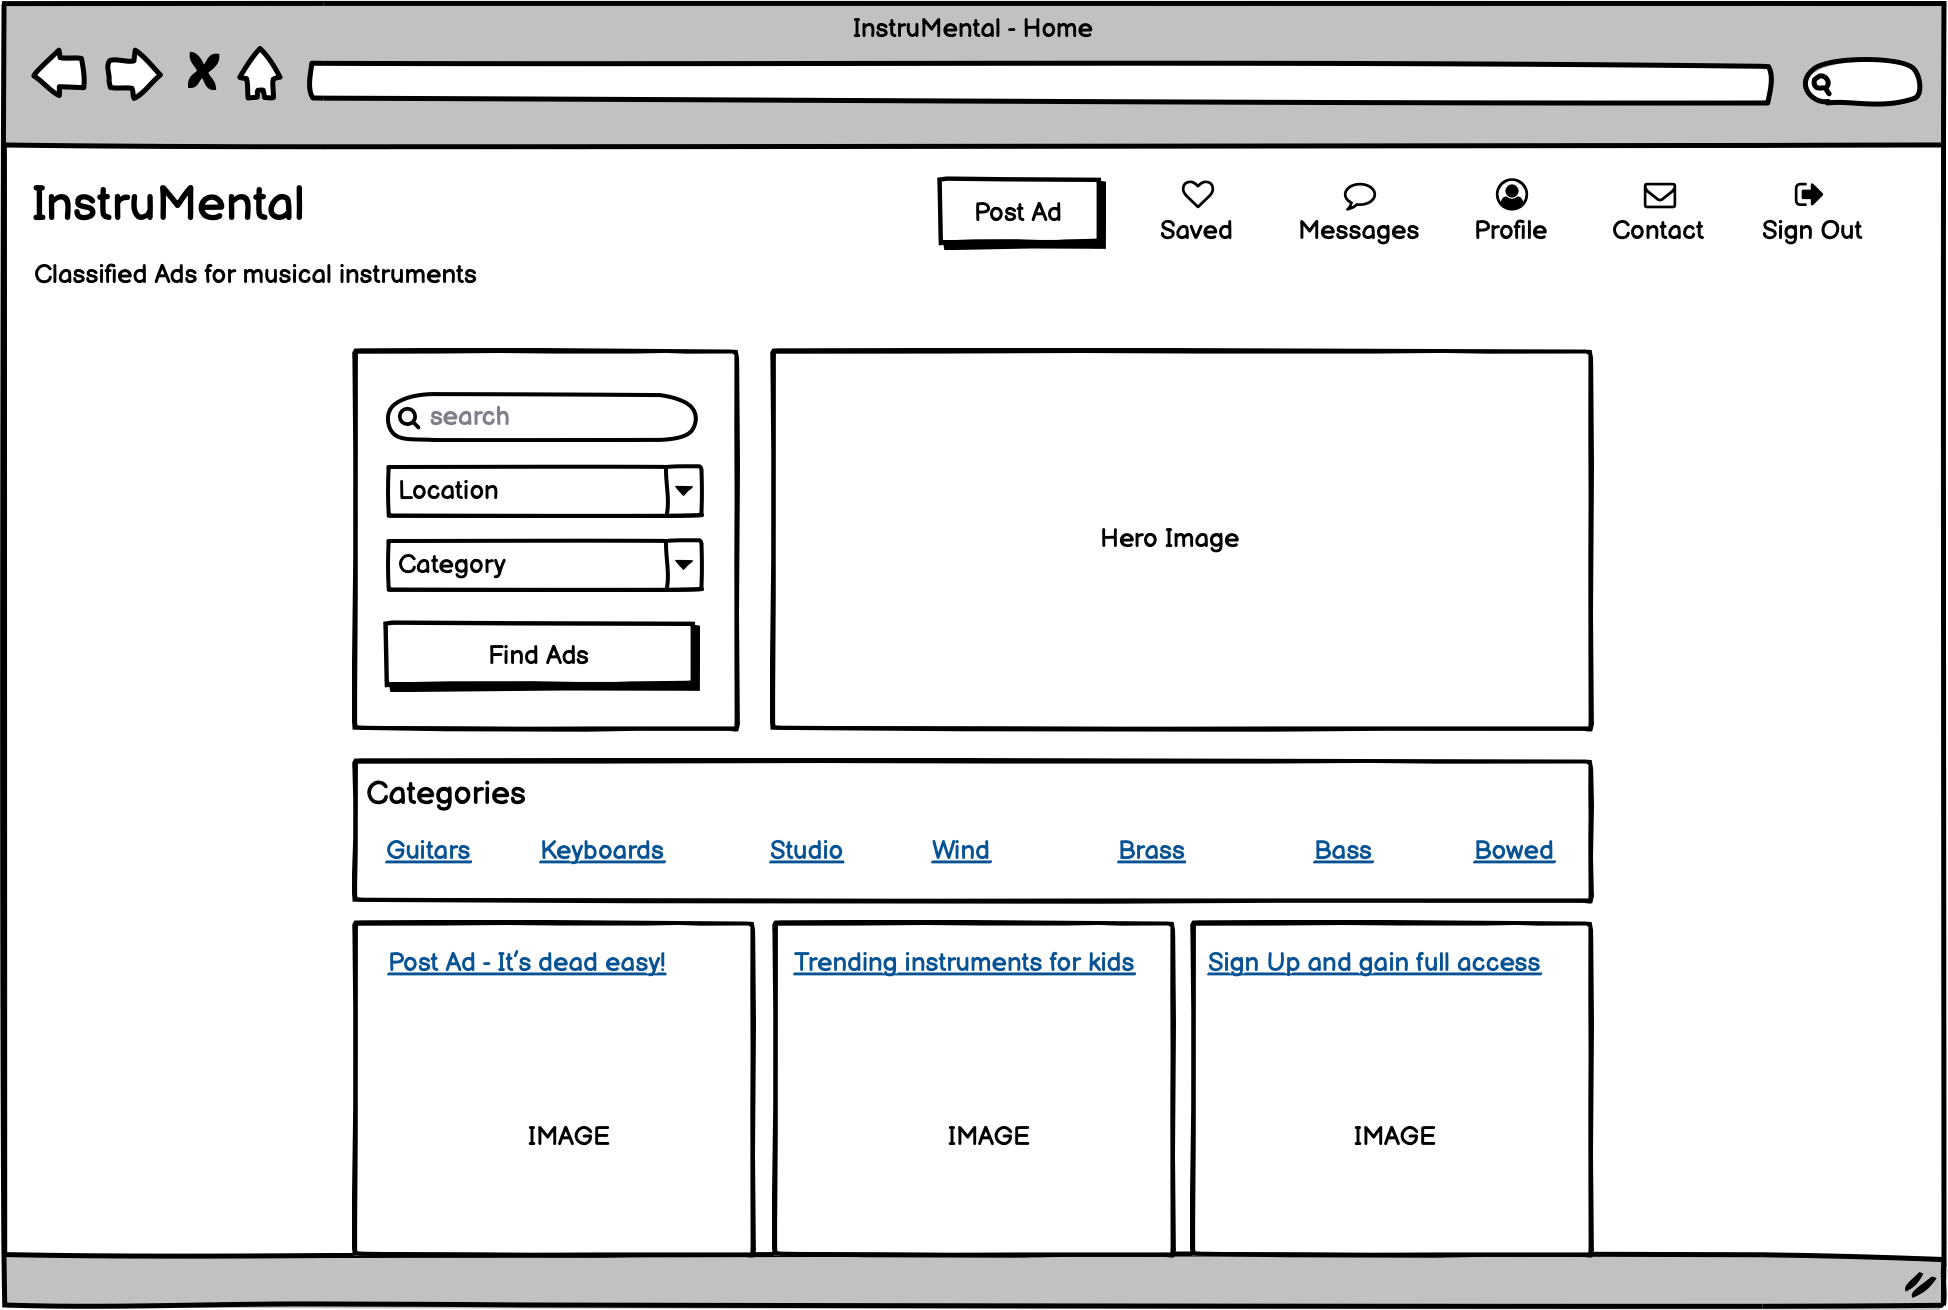 InstruMental - Home
InstruMental
Post Ad
Saved
Messages
Profile
Contact
Sign Out
Classified Ads for musical instruments
search
Location
Category
Find Ads
Hero Image
Categories
Guitars Keyboards Studio Wind Brass Bass Bowed
Post Ad - It's dead easy!
Trending instruments for kids
Sign Up and gain full access
IMAGE
IMAGE
IMAGE